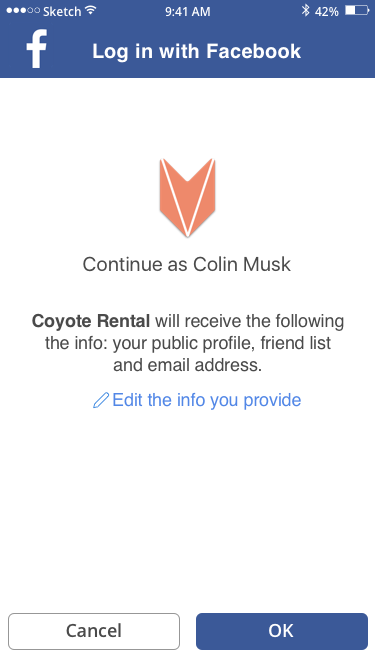 Sketch 9:41 AM 42%
f Log in with Facebook
Continue as Colin Musk
Coyote Rental will receive the following
the info: your public profile, friend list
and email address.
Edit the info you provide
Cancel OK